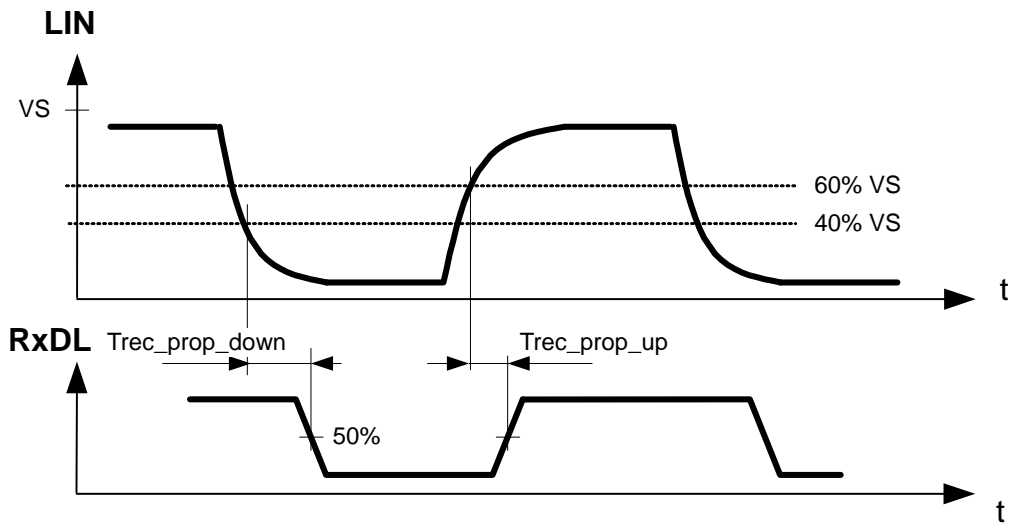 LIN
VS
60% VS
40% VS
t
RxDL
Trec_prop_down
Trec_prop_up
50%
t